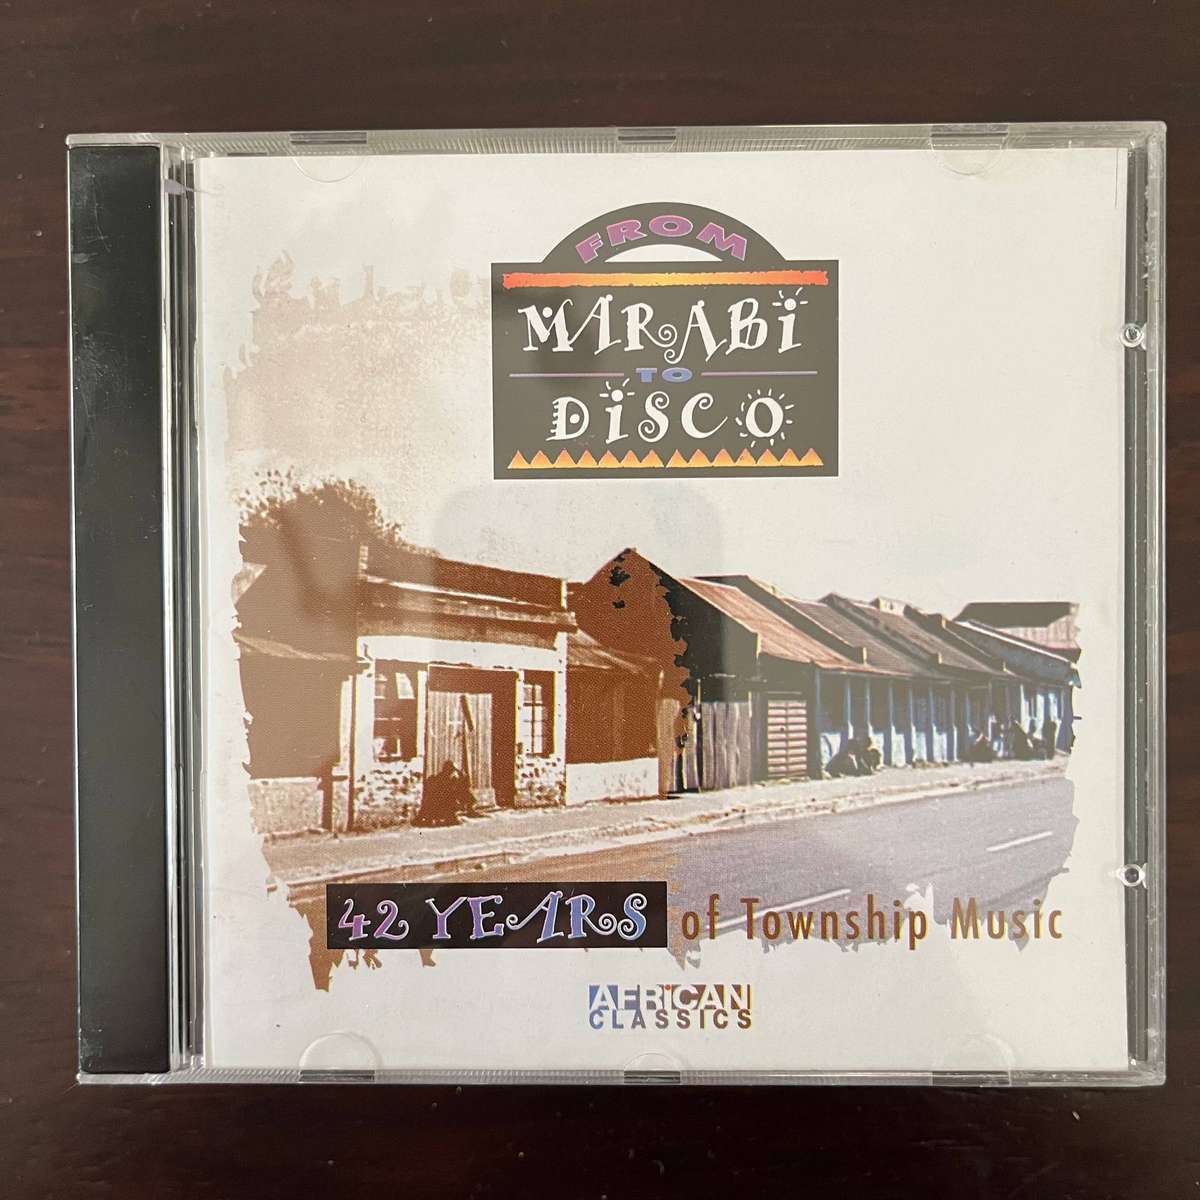 FROM
MARABi
TO
DiSCO
42 YEARS of Township Music
AFRiCAN
CLASSICS